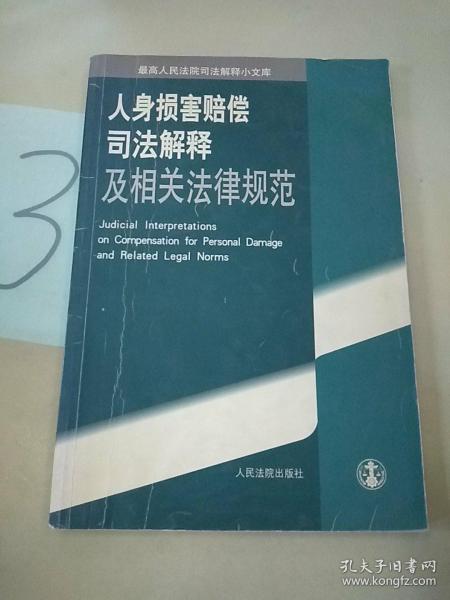 最高人民法院司法解释小文库
人身损害赔偿
司法解释
及相关法律规范
Judicial Interpretations
on Compensation for Personal Damage
and Related Legal Norms
人民法院出版社
3
孔夫子旧书网
www.kongfz.com